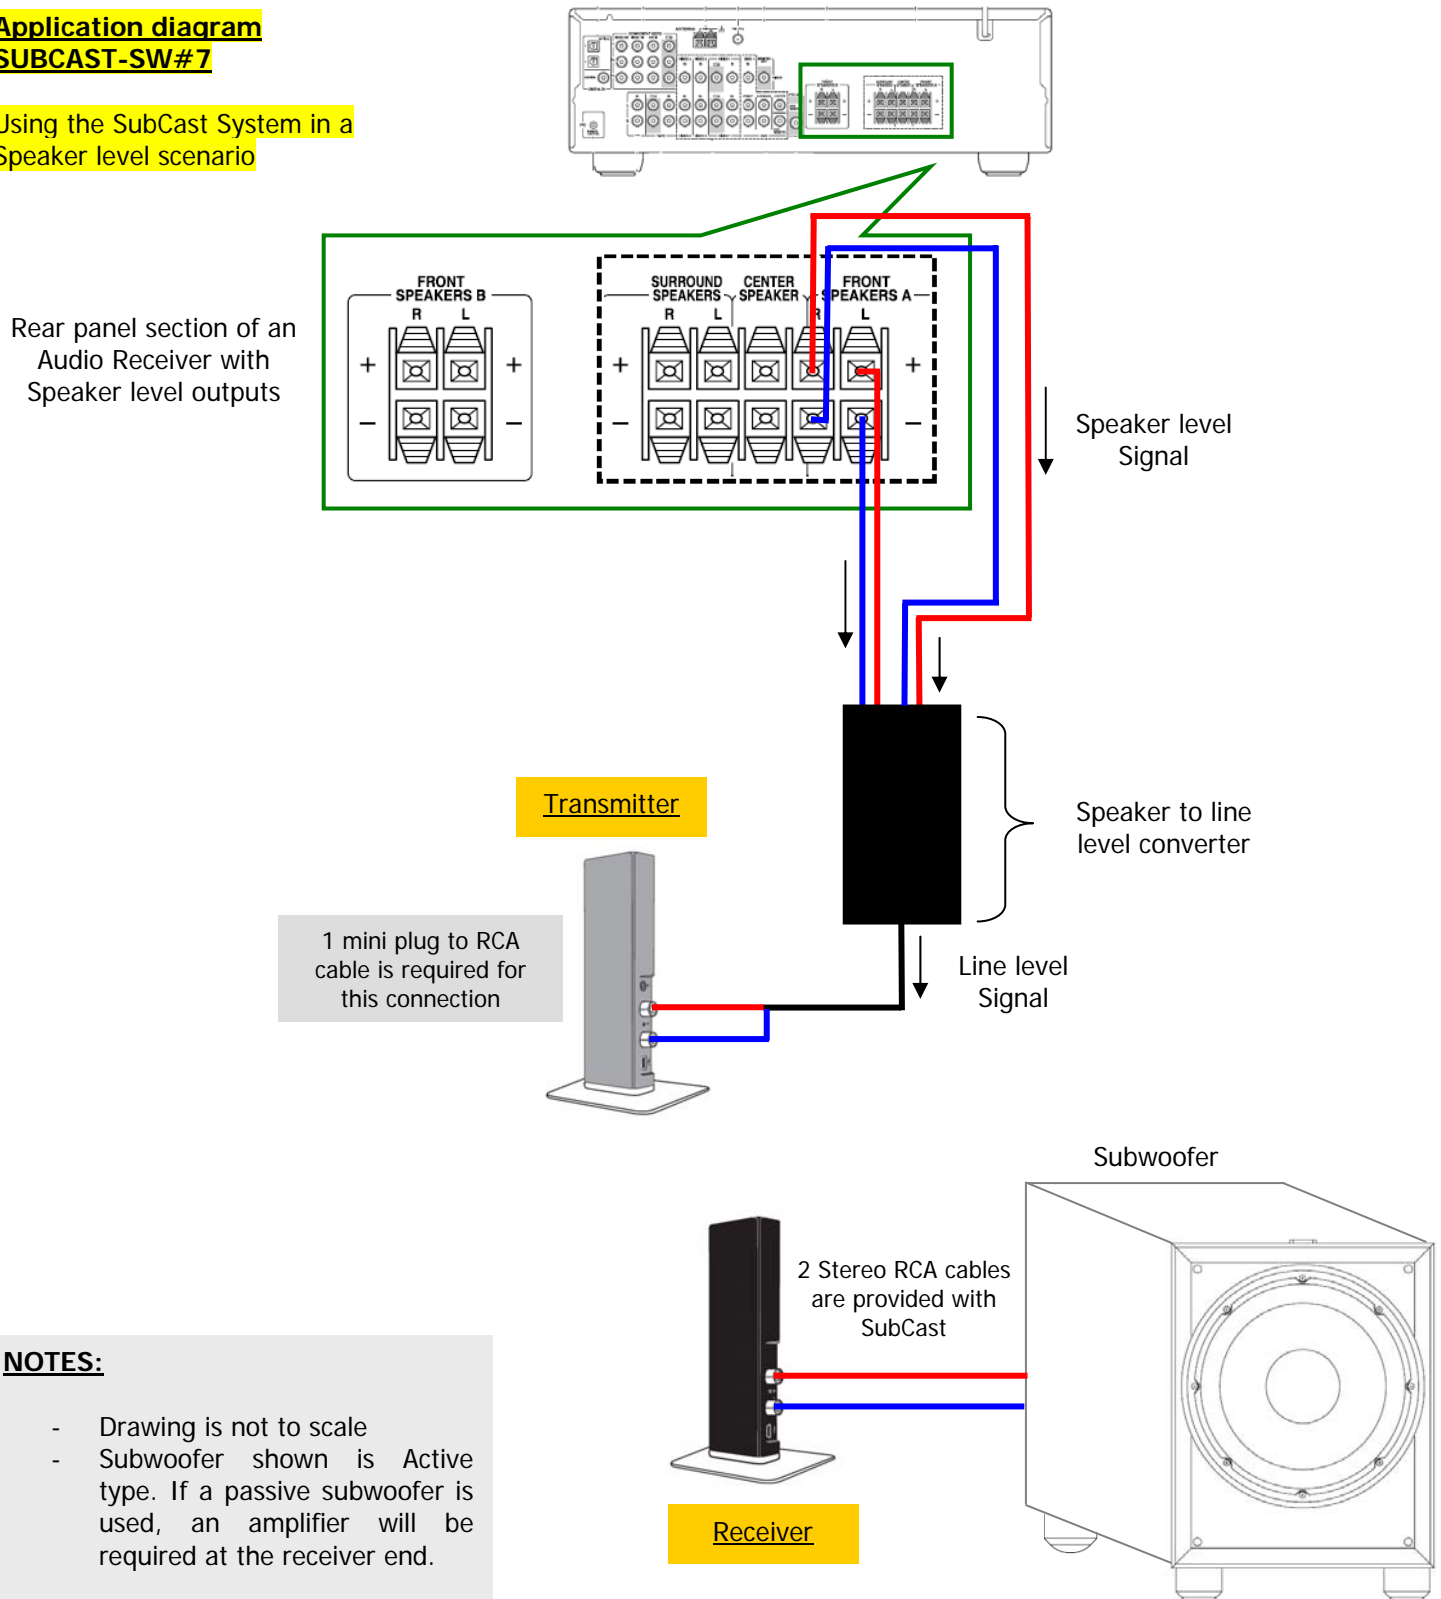 Application diagram
SUBCAST-SW#7
Using the SubCast System in a
Speaker level scenario
Rear panel section of an
Audio Receiver with
Speaker level outputs
FRONT
SPEAKERS B
R L
+ +
– –
SURROUND
SPEAKERS
CENTER
SPEAKER
FRONT
SPEAKERS A
R L R L
+ +
– –
Speaker level
Signal
Transmitter
Speaker to line
level converter
1 mini plug to RCA
cable is required for
this connection
Line level
Signal
Subwoofer
2 Stereo RCA cables
are provided with
SubCast
Receiver
NOTES:
- Drawing is not to scale
- Subwoofer shown is Active
type. If a passive subwoofer is
used, an amplifier will be
required at the receiver end.